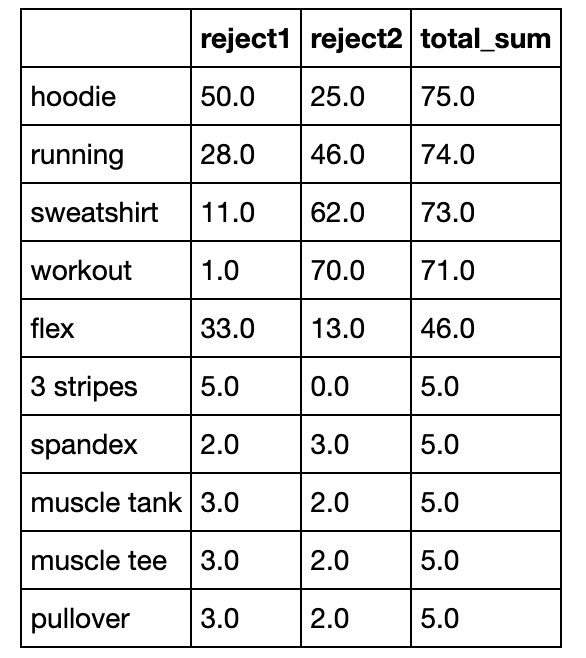 reject1 reject2 total_sum
hoodie 50.0 25.0 75.0
running 28.0 46.0 74.0
sweatshirt 11.0 62.0 73.0
workout 1.0 70.0 71.0
flex 33.0 13.0 46.0
3 stripes 5.0 0.0 5.0
spandex 2.0 3.0 5.0
muscle tank 3.0 2.0 5.0
muscle tee 3.0 2.0 5.0
pullover 3.0 2.0 5.0